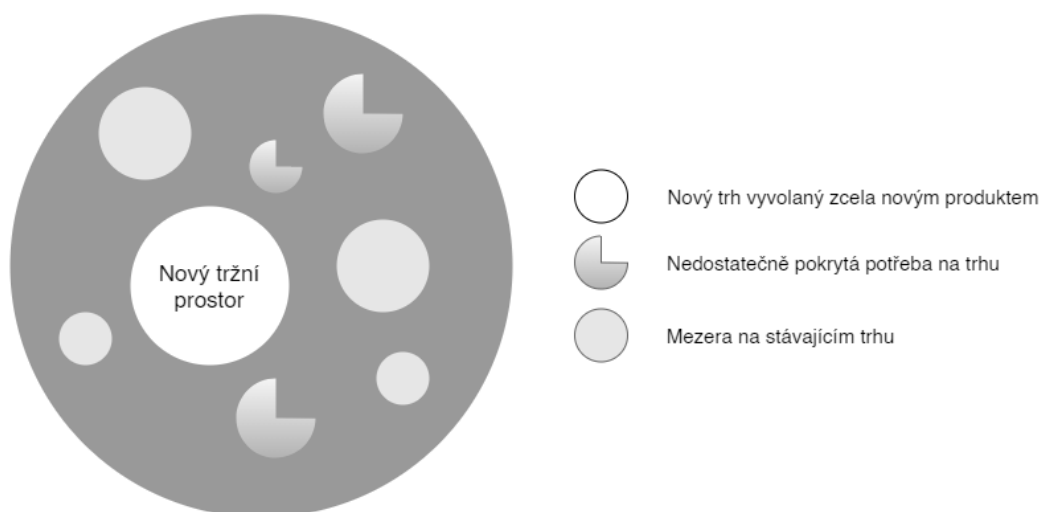 Nový tržní
prostor
Nový trh vyvolaný zcela novým produktem
Nedostatečně pokrytá potřeba na trhu
Mezera na stávajícím trhu